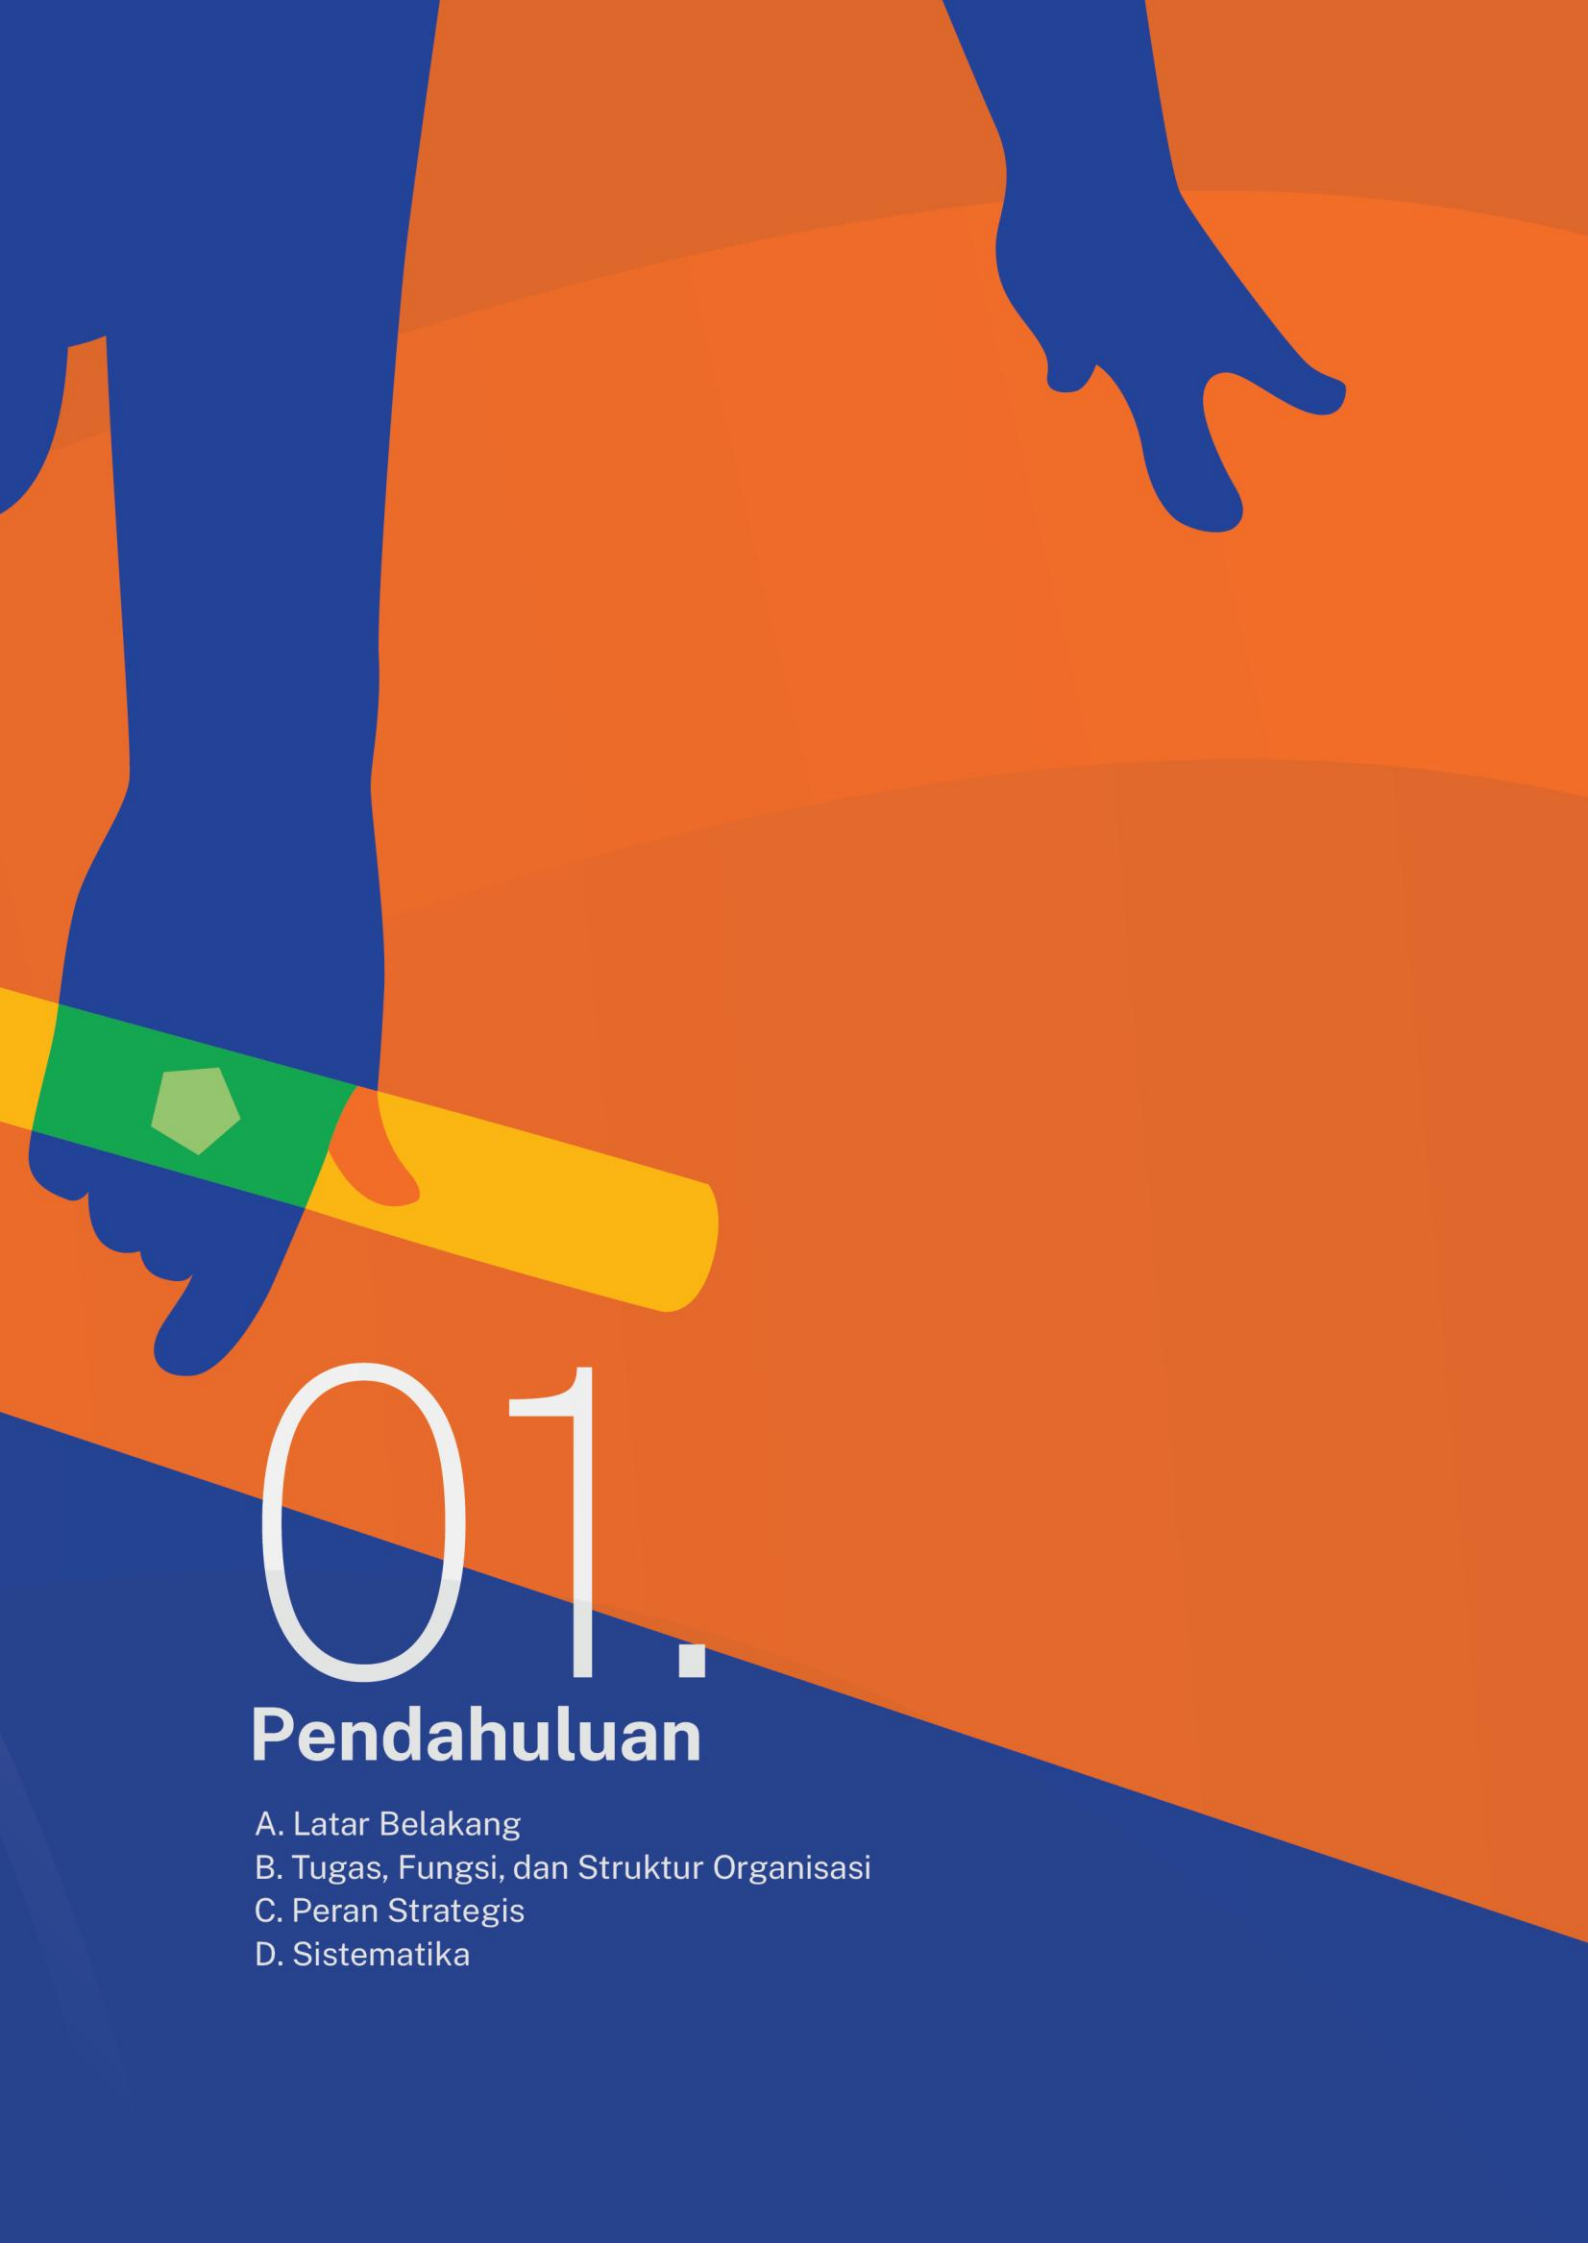 01.
Pendahuluan
A. Latar Belakang
B. Tugas, Fungsi, dan Struktur Organisasi
C. Peran Strategis
D. Sistematika